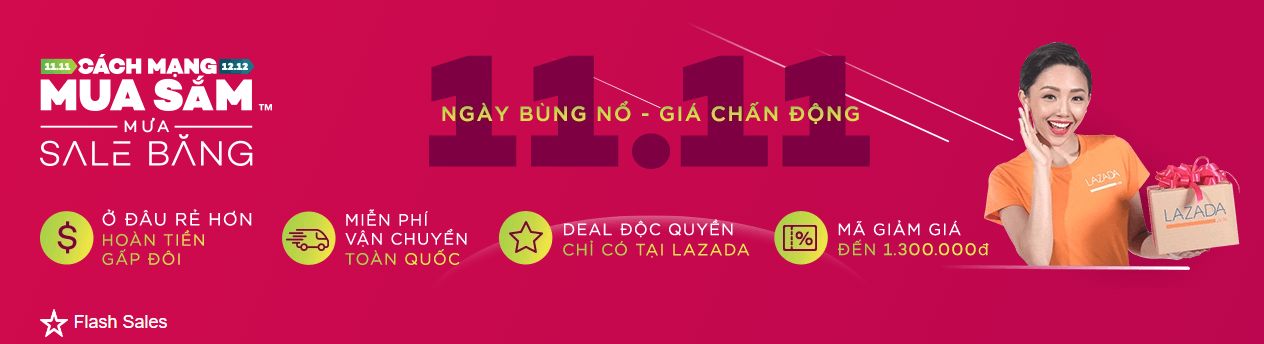 11.11 CÁCH MẠNG 12.12
MUA SẮM™
MƯA
SALE BĂNG
11.11
NGÀY BÙNG NỔ - GIÁ CHẤN ĐỘNG
LAZADA
LAZADA
Ở ĐÂU RẺ HƠN
HOÀN TIỀN
GẤP ĐÔI
MIỄN PHÍ
VẬN CHUYỂN
TOÀN QUỐC
DEAL ĐỘC QUYỀN
CHỈ CÓ TẠI LAZADA
MÃ GIẢM GIÁ
ĐẾN 1.300.000đ
Flash Sales